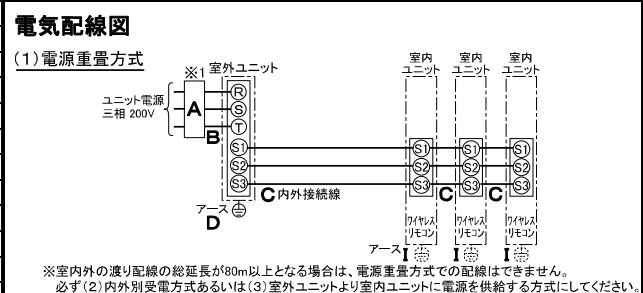 電気配線図
(1)電源重畳方式
※1
室外ユニット
室内
ユニット
室内
ユニット
室内
ユニット
ユニット電源
三相 200V
A
B
R
S
T
S1
S2
S3
S1
S2
S3
S1
S2
S3
S1
S2
S3
C 内外接続線
C
C
アース
D
ワイヤレス
リモコン
ワイヤレス
リモコン
ワイヤレス
リモコン
アース I
I
I
※室内外の渡り配線の総延長が80m以上となる場合は、電源重畳方式での配線はできません。
必ず(2)内外別受電方式あるいは(3)室外ユニットより室内ユニットに電源を供給する方式にしてください。